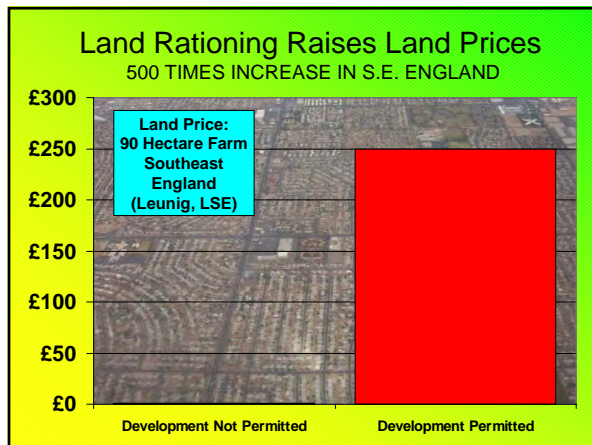 Land Rationing Raises Land Prices
500 TIMES INCREASE IN S.E. ENGLAND
£300
£250
£200
£150
£100
£50
£0
Land Price:
90 Hectare Farm
Southeast
England
(Leunig, LSE)
Development Not Permitted
Development Permitted